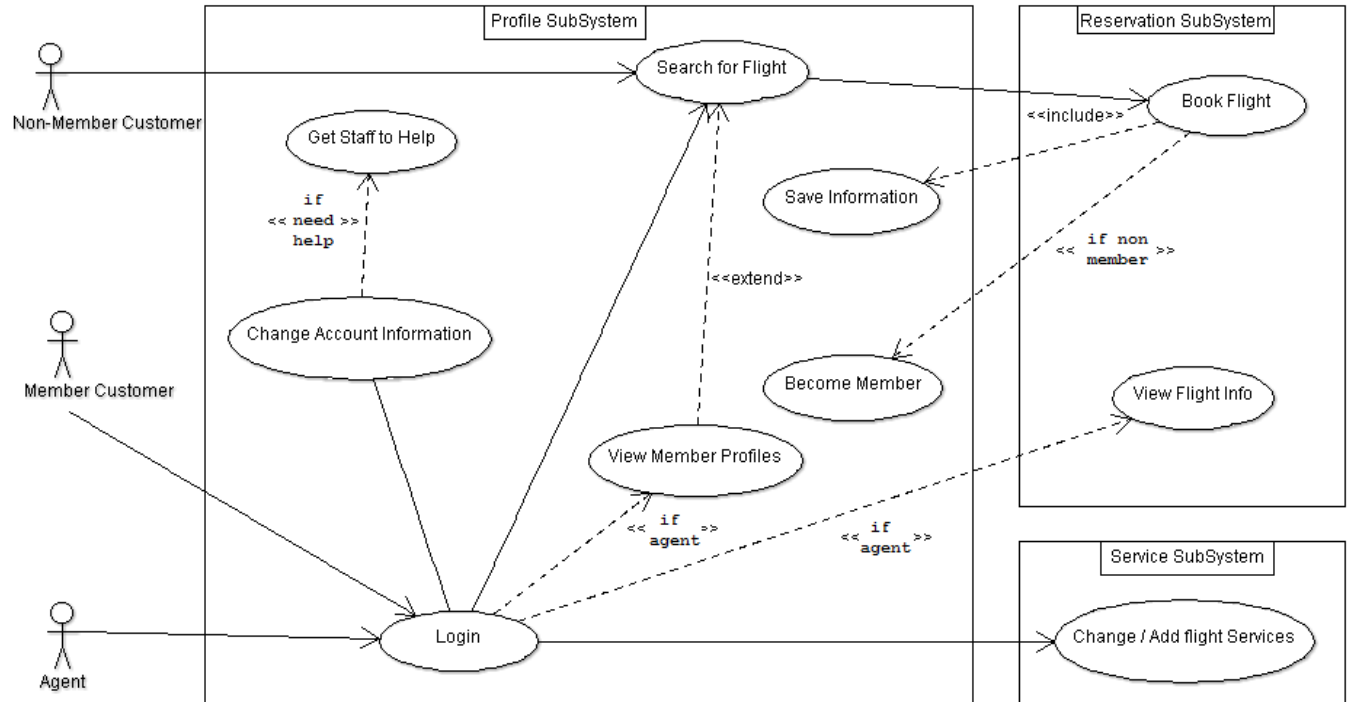 Profile SubSystem
Reservation SubSystem
Search for Flight
Book Flight
Non-Member Customer
<<include>>
Get Staff to Help
Save Information
if
<< need >>
help
<< if non >>
member
<<extend>>
Change Account Information
Member Customer
Become Member
View Flight Info
View Member Profiles
<< if >>
agent
<< if >>
agent
Service SubSystem
Login
Change / Add flight Services
Agent